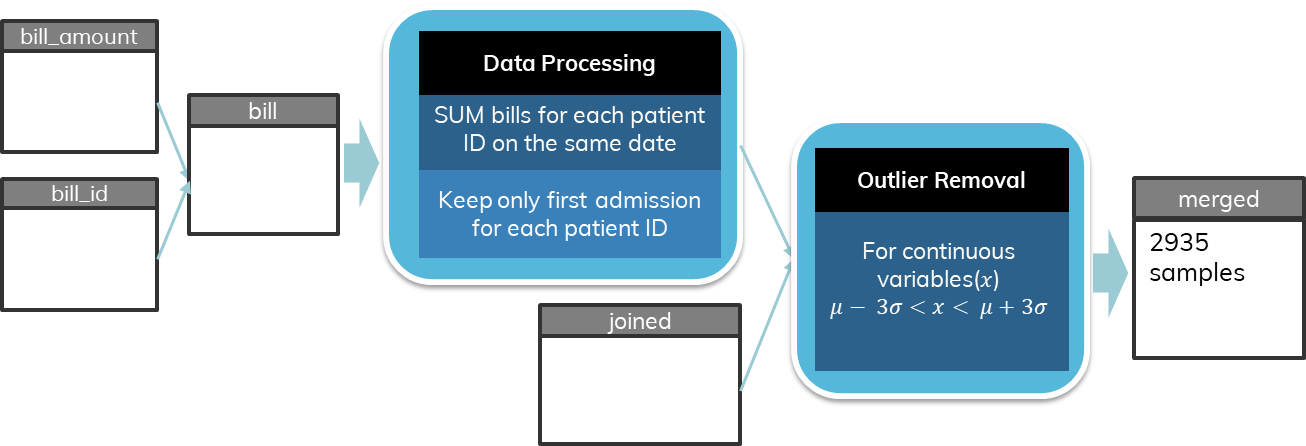 bill_amount
bill_id
bill
Data Processing
SUM bills for each patient
ID on the same date
Keep only first admission
for each patient ID
joined
Outlier Removal
For continuous
variables(𝑥)
𝜇 − 3𝜎 < 𝑥 < 𝜇 + 3𝜎
merged
2935
samples